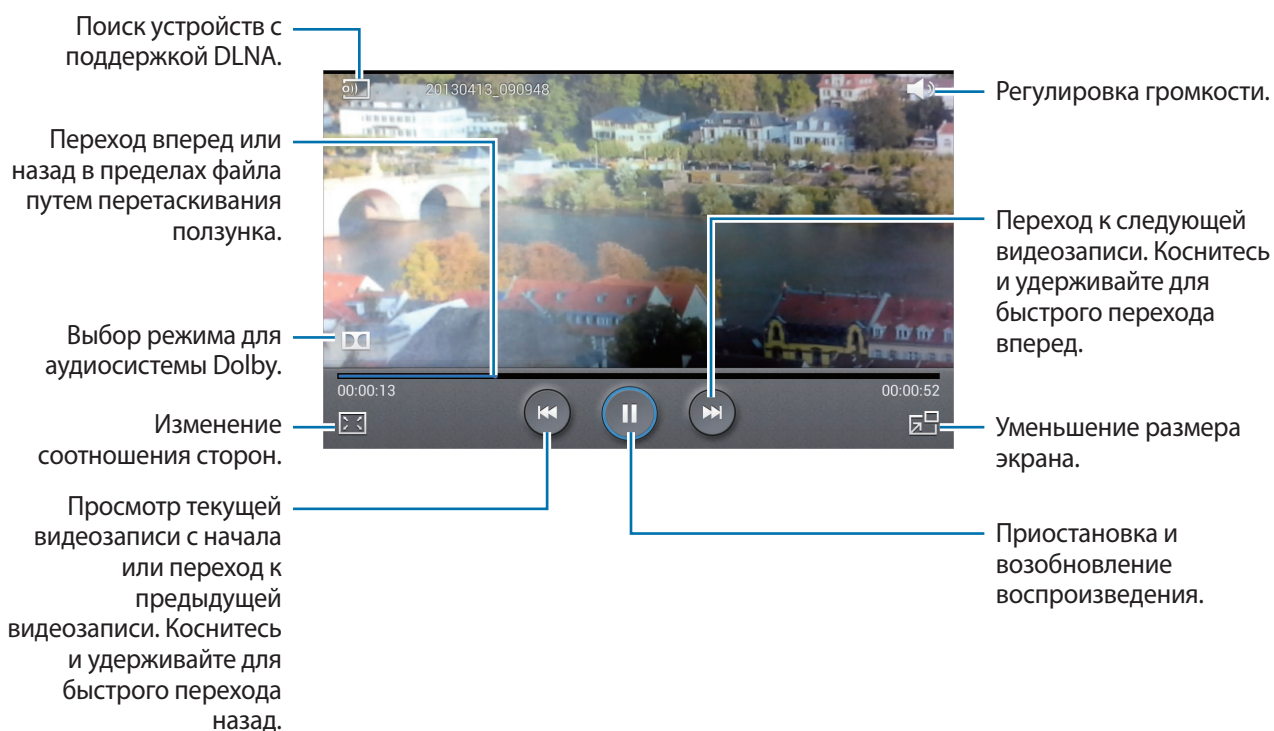 Поиск устройств с
поддержкой DLNA.
Переход вперед или
назад в пределах файла
путем перетаскивания
ползунка.
Выбор режима для
аудиосистемы Dolby.
Изменение
соотношения сторон.
Просмотр текущей
видеозаписи с начала
или переход к
предыдущей
видеозаписи. Коснитесь
и удерживайте для
быстрого перехода
назад.
20130413_090948
00:00:13
00:00:52
Регулировка громкости.
Переход к следующей
видеозаписи. Коснитесь
и удерживайте для
быстрого перехода
вперед.
Уменьшение размера
экрана.
Приостановка и
возобновление
воспроизведения.